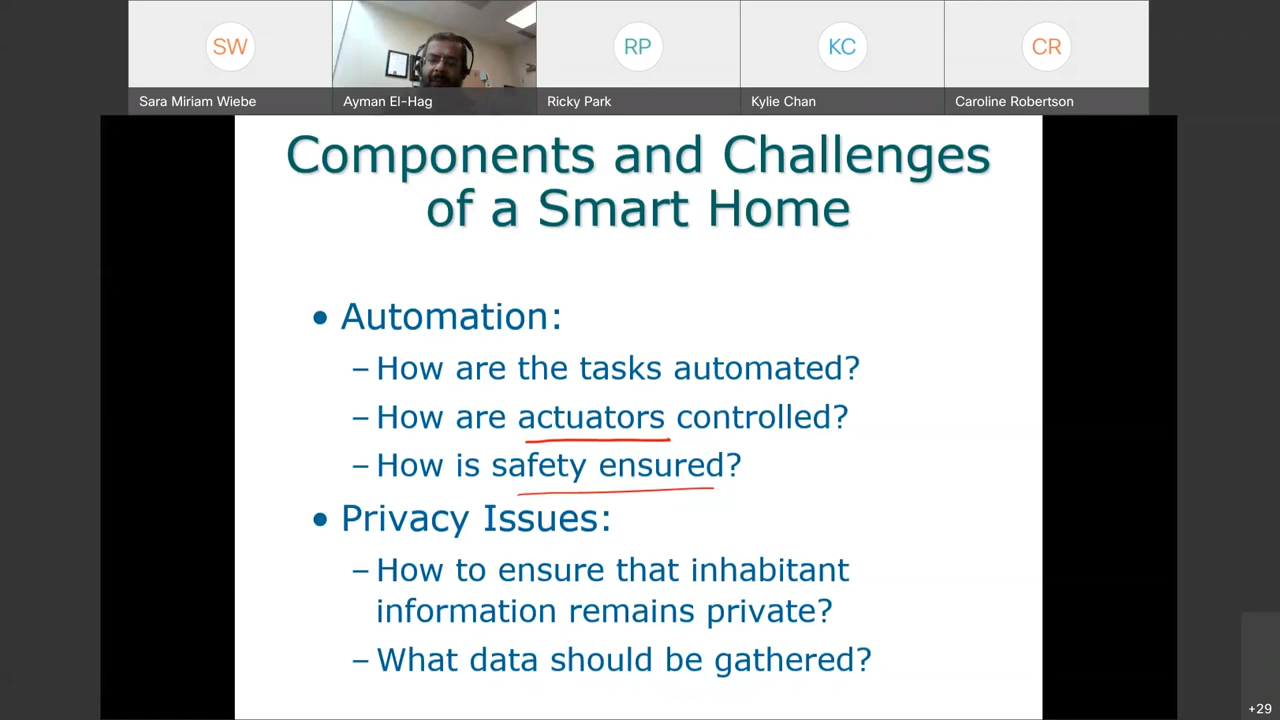 SW
RP
KC
CR
Sara Miriam Wiebe
Ayman El-Hag
Ricky Park
Kylie Chan
Caroline Robertson
Components and Challenges
of a Smart Home
• Automation:
– How are the tasks automated?
– How are actuators controlled?
– How is safety ensured?
• Privacy Issues:
– How to ensure that inhabitant
information remains private?
– What data should be gathered?
+29